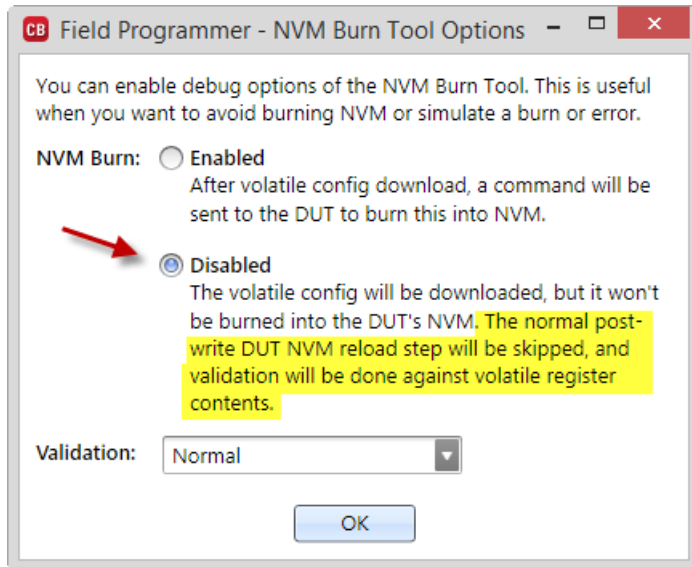 CB Field Programmer - NVM Burn Tool Options
You can enable debug options of the NVM Burn Tool. This is useful
when you want to avoid burning NVM or simulate a burn or error.
NVM Burn: Enabled
After volatile config download, a command will be
sent to the DUT to burn this into NVM.
Disabled
The volatile config will be downloaded, but it won't
be burned into the DUT's NVM. The normal post-
write DUT NVM reload step will be skipped, and
validation will be done against volatile register
contents.
Validation: Normal
OK